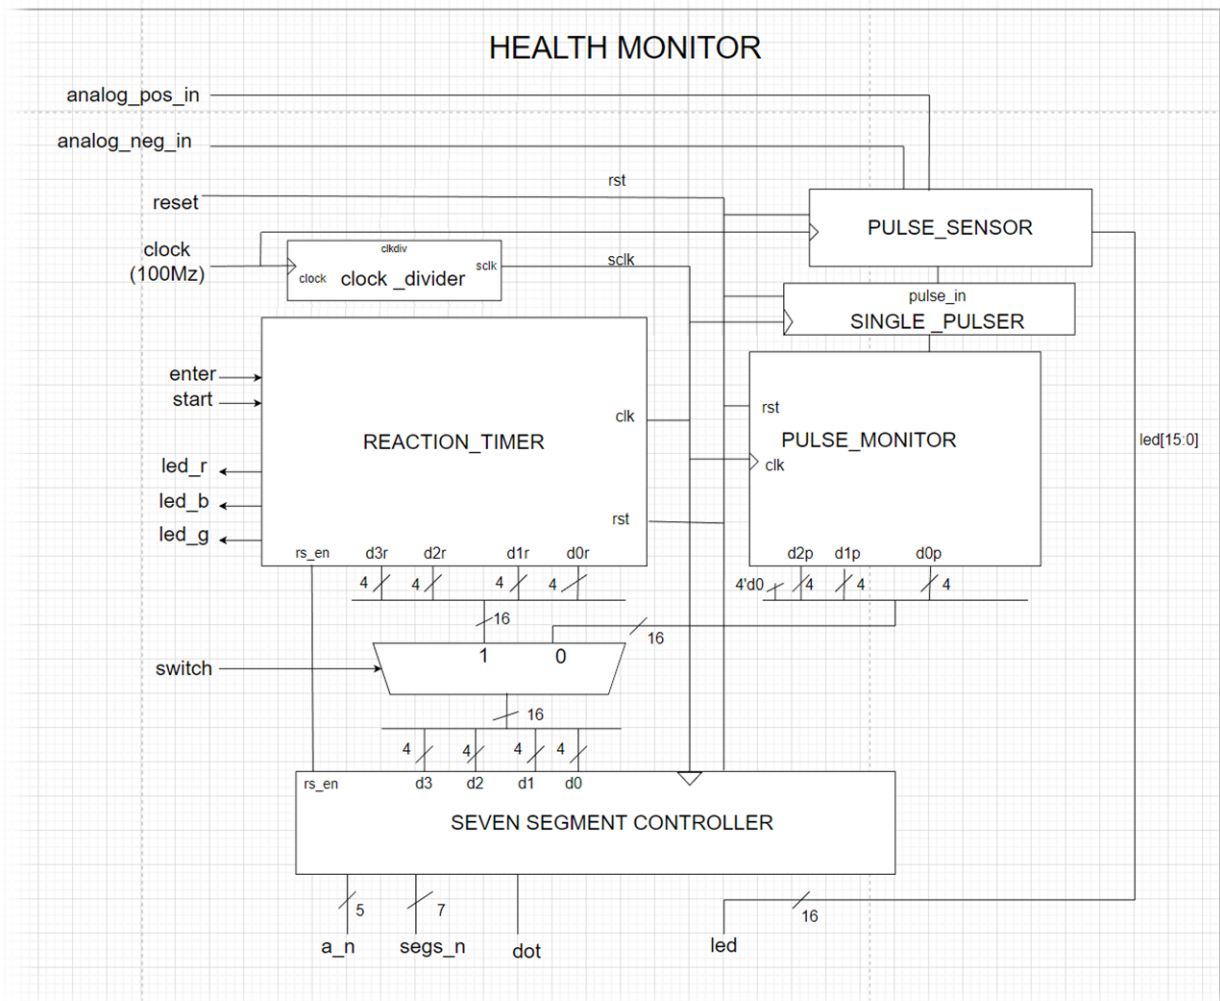 HEALTH MONITOR
analog_pos_in
analog_neg_in
rst
reset
PULSE_SENSOR
clock
(100Mz)
clkdiv
clock
clock _divider
sclk
sclk
pulse_in
SINGLE _PULSER
enter
start
led_r
led_b
led_g
REACTION_TIMER
clk
rst
rs_en
d3r
d2r
d1r
d0r
rst
PULSE_MONITOR
clk
d2p
d1p
d0p
led[15:0]
4
4
4
4
4'd0
4
4
4
16
16
1
0
switch
16
4
4
4
4
rs_en
d3
d2
d1
d0
SEVEN SEGMENT CONTROLLER
5
7
16
a_n
segs_n
dot
led